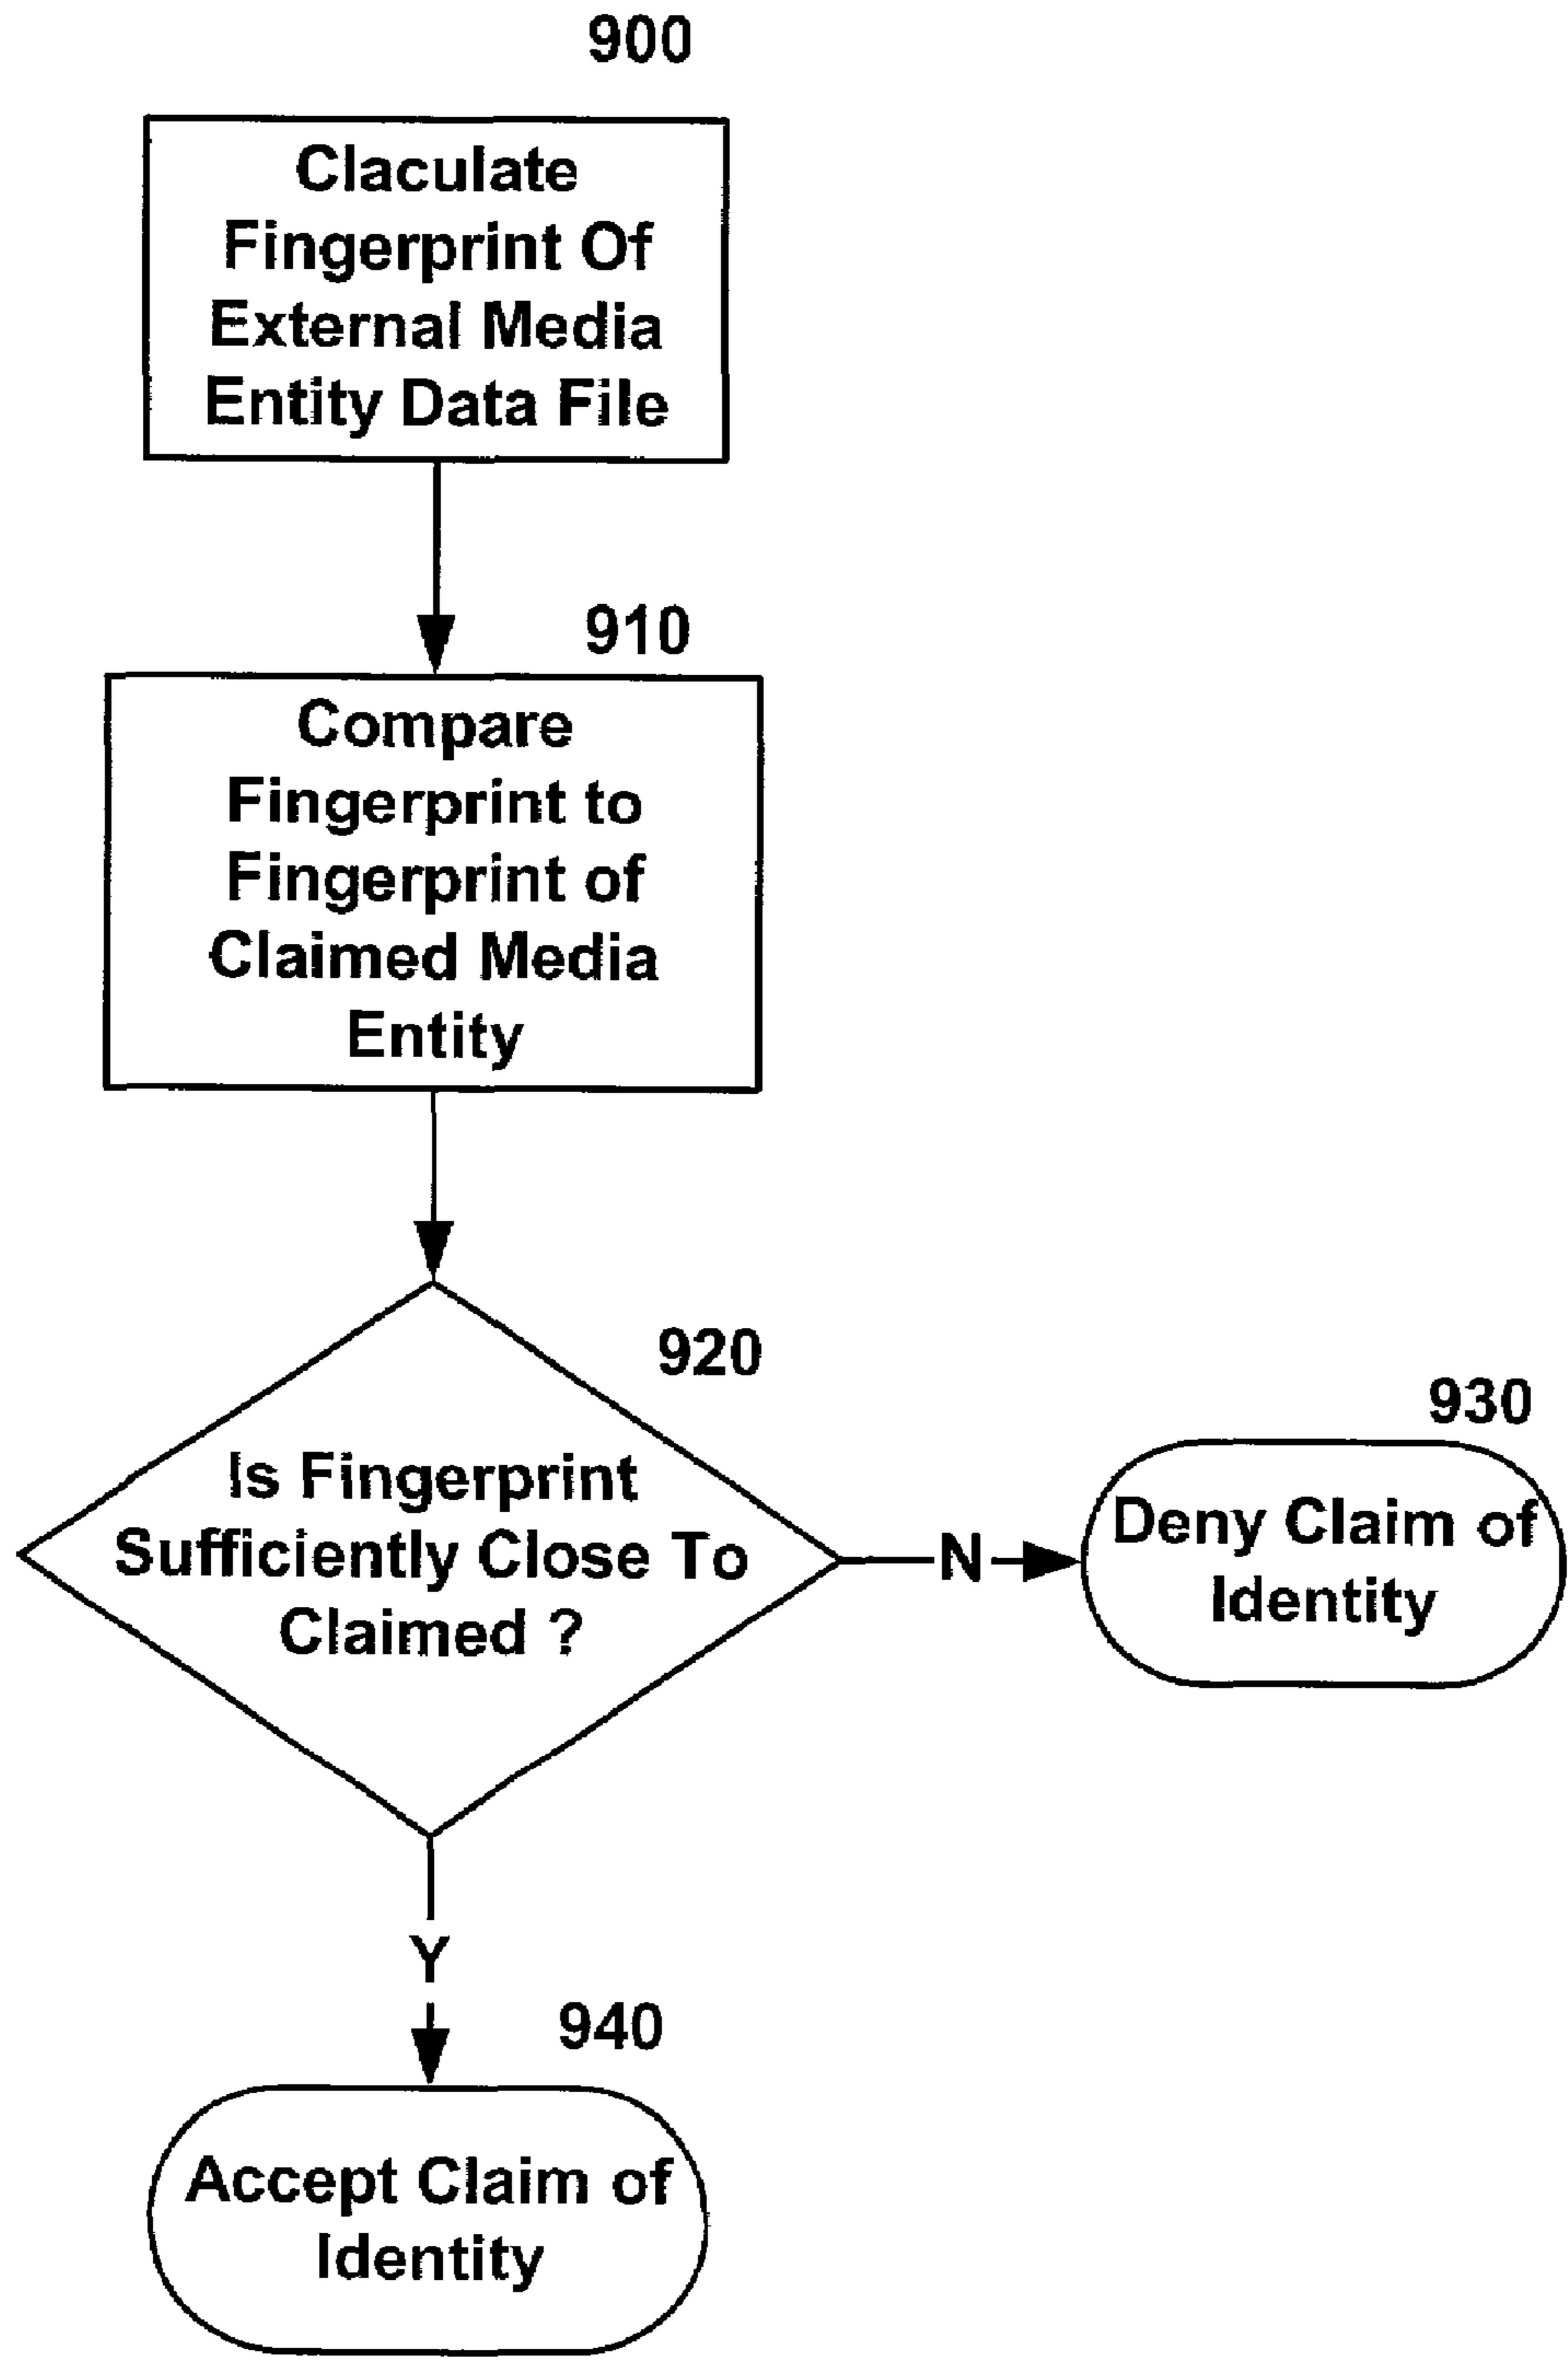 900
Claculate
Fingerprint Of
External Media
Entity Data File
910
Compare
Fingerprint to
Fingerprint of
Claimed Media
Entity
920
Is Fingerprint
Sufficiently Close To
Claimed ?
N
930
Deny Claim of
Identity
Y
940
Accept Claim of
Identity